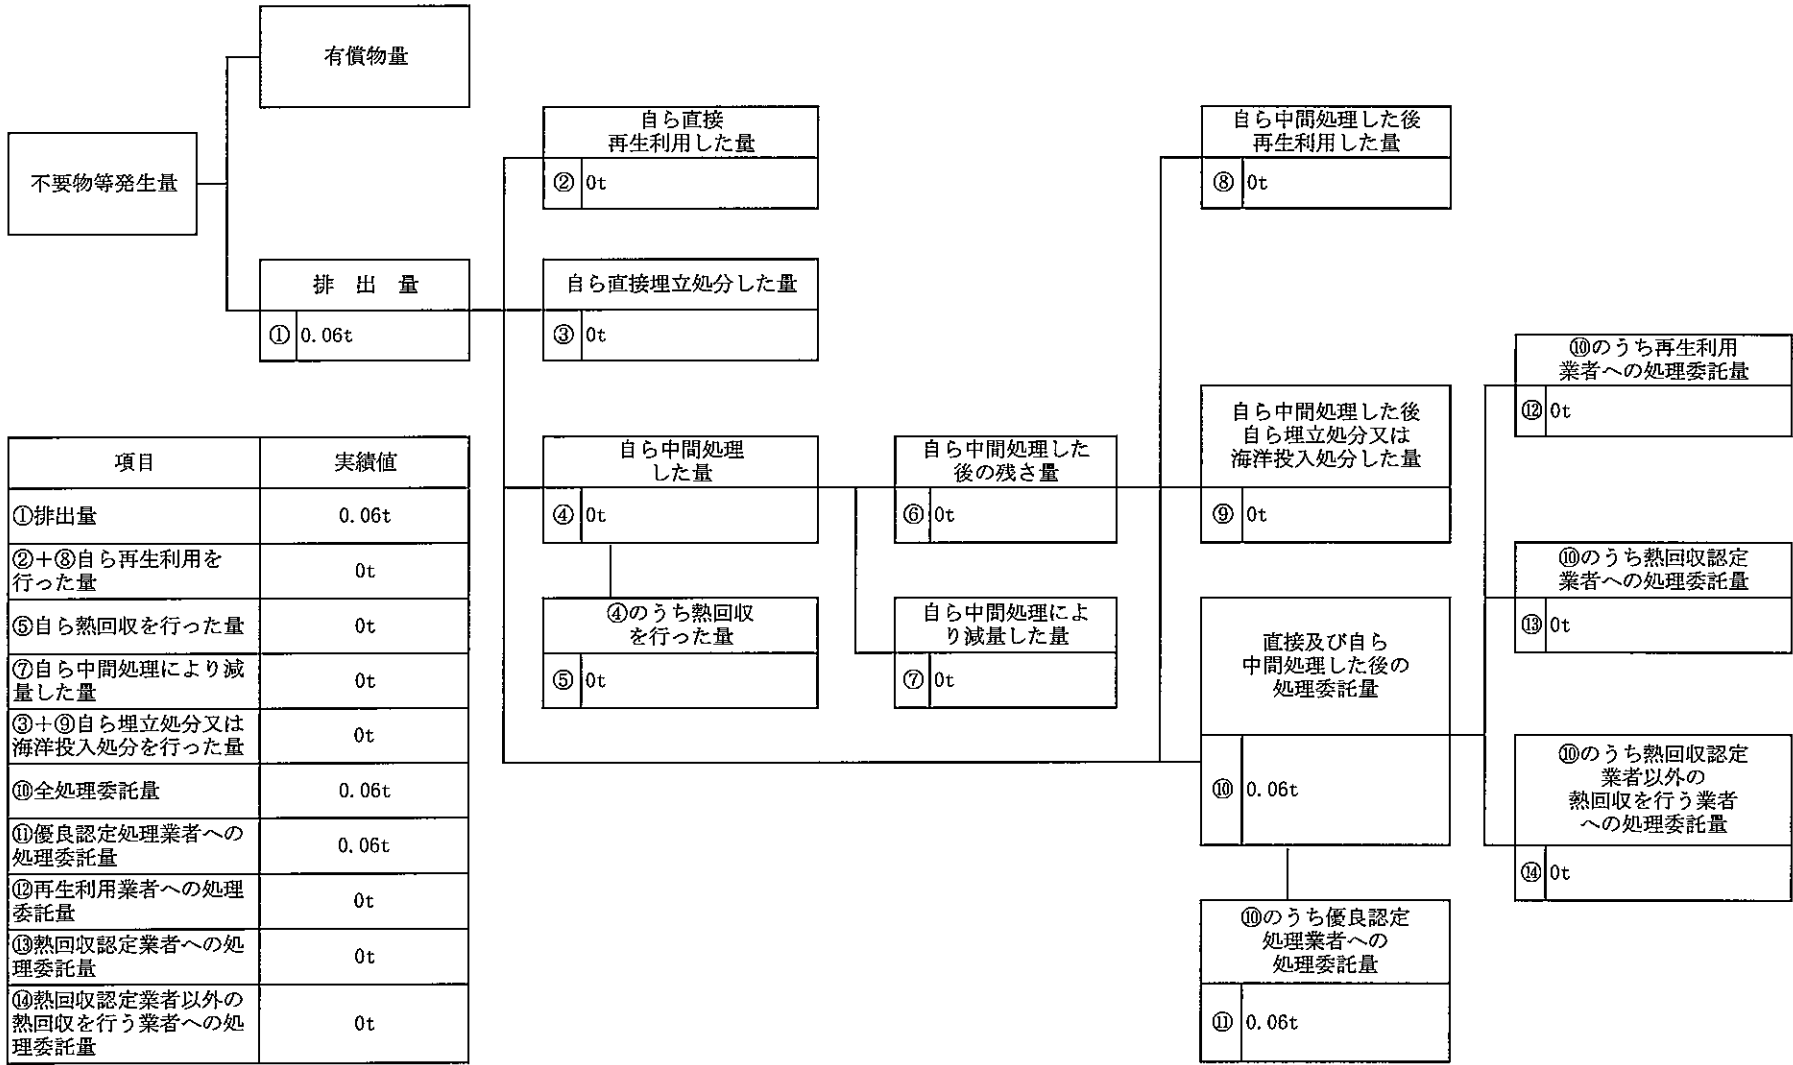 有償物量
不要物等発生量
排 出 量
① 0.06t
自ら直接
再生利用した量
② 0t
自ら直接埋立処分した量
③ 0t
自ら中間処理
した量
④ 0t
④のうち熱回収
を行った量
⑤ 0t
自ら中間処理した
後の残さ量
⑥ 0t
自ら中間処理によ
り減量した量
⑦ 0t
自ら中間処理した後
再生利用した量
⑧ 0t
自ら中間処理した後
自ら埋立処分又は
海洋投入処分した量
⑨ 0t
直接及び自ら
中間処理した後の
処理委託量
⑩ 0.06t
⑩のうち優良認定
処理業者への
処理委託量
⑪ 0.06t
⑩のうち再生利用
業者への処理委託量
⑫ 0t
⑩のうち熱回収認定
業者への処理委託量
⑬ 0t
⑩のうち熱回収認定
業者以外の
熱回収を行う業者
への処理委託量
⑭ 0t
項目 実績値
①排出量 0.06t
②+⑧自ら再生利用を
行った量 0t
⑤自ら熱回収を行った量 0t
⑦自ら中間処理により減
量した量 0t
③+⑨自ら埋立処分又は
海洋投入処分を行った量 0t
⑩全処理委託量 0.06t
⑪優良認定処理業者への
処理委託量 0.06t
⑫再生利用業者への処理
委託量 0t
⑬熱回収認定業者への処
理委託量 0t
⑭熱回収認定業者以外の
熱回収を行う業者への処
理委託量 0t